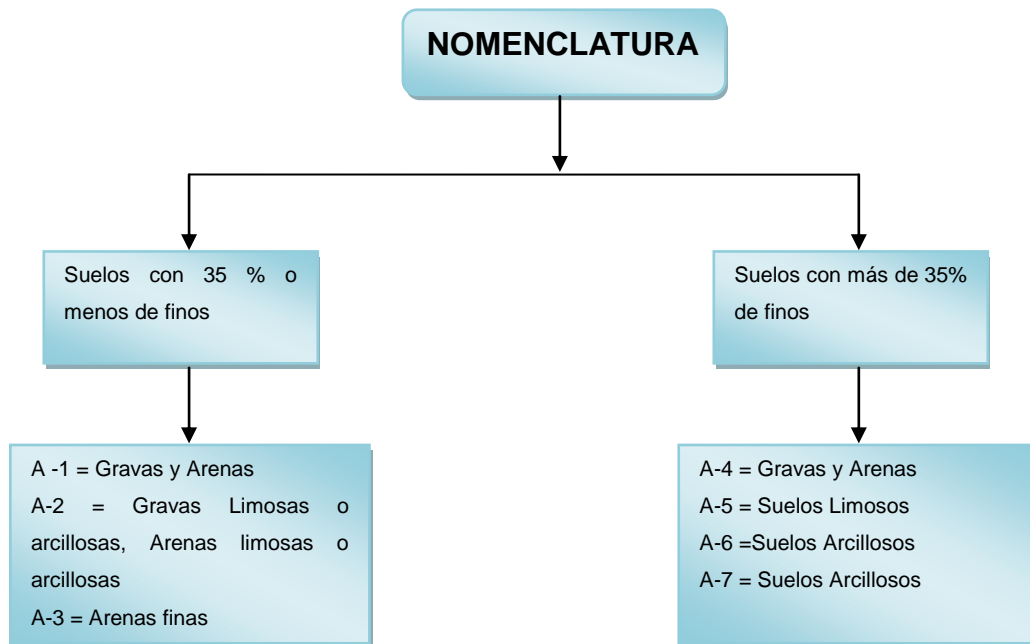 NOMENCLATURA
Suelos con 35 % o
menos de finos
Suelos con más de 35%
de finos
A -1 = Gravas y Arenas
A-2 = Gravas Limosas o
arcillosas, Arenas limosas o
arcillosas
A-3 = Arenas finas
A-4 = Gravas y Arenas
A-5 = Suelos Limosos
A-6 =Suelos Arcillosos
A-7 = Suelos Arcillosos